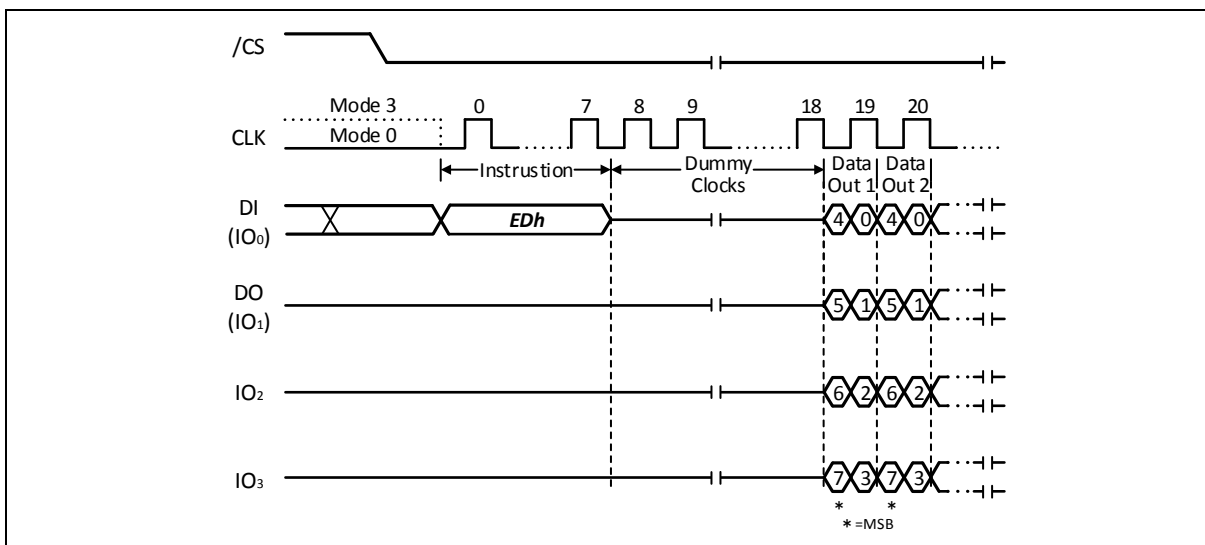 /CS
Mode 3
0 7 8 9 18 19 20
CLK
Mode 0
Instrustion
Dummy Clocks
Data Out 1
Data Out 2
DI
(IO₀)
EDh
4 0 4 0
DO
(IO₁)
5 1 5 1
IO₂
6 2 6 2
IO₃
7 3 7 3
* *
* =MSB